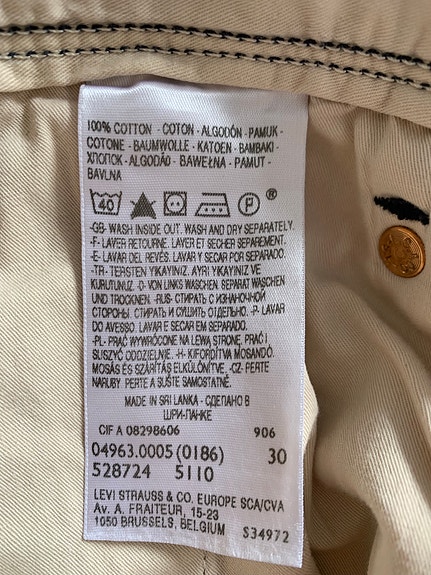 100% COTTON - COTON - ALGODÓN - PAMUK -
COTONE - BAUMWOLLE - KATOEN - BAMBAKI -
ХЛОПОК - ALGODÃO - BAWEŁNA - PAMUT -
BAVLNA
40 P ®
-GB- WASH INSIDE OUT. WASH AND DRY SEPARATELY.
-F- LAVER RETOURNE. LAVER ET SECHER SEPAREMENT.
-E- LAVAR DEL REVÉS. LAVAR Y SECAR POR SEPARADO.
-TR- TERSTEN YIKAYINIZ. AYRI YIKAYINIZ VE
KURUTUNUZ. -D- VON LINKS WASCHEN. SEPARAT WASCHEN
UND TROCKNEN. -RUS- СТИРАТЬ С ИЗНАНОЧНОЙ
СТОРОНЫ. СТИРАТЬ И СУШИТЬ ОТДЕЛЬНО. -P- LAVAR
DO AVESSO. LAVAR E SECAR EM SEPARADO.
-PL- PRAĆ WYWRÓCONE NA LEWĄ STRONĘ, PRAĆ I
SUSZYĆ ODDZIELNIE. -H- KIFORDÍTVA MOSANDÓ.
MOSÁS ÉS SZÁRÍTÁS ELKÜLÖNÍTVE. -CZ- PERTE
NARUBY. PERTE A SUŠTE SAMOSTATNĚ.
MADE IN SRI LANKA - СДЕЛАНО В
ШРИ-ЛАНКЕ
CIF A 08298606 906
04963.0005 (0186) 30
528724 5110
LEVI STRAUSS & CO. EUROPE SCA/CVA
Av. A. FRAITEUR, 15-23
1050 BRUSSELS, BELGIUM S34972